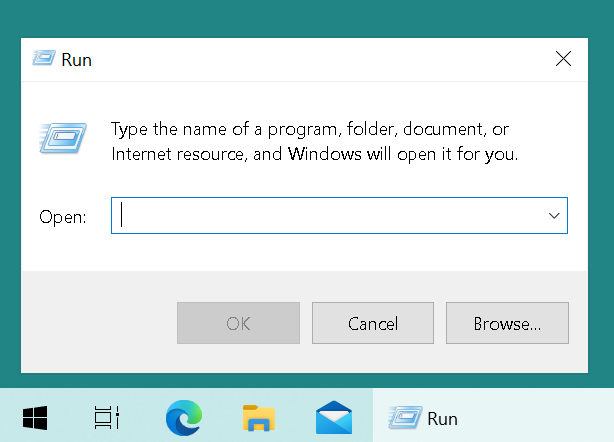 Run
Type the name of a program, folder, document, or
Internet resource, and Windows will open it for you.
Open:
OK
Cancel
Browse...
Run